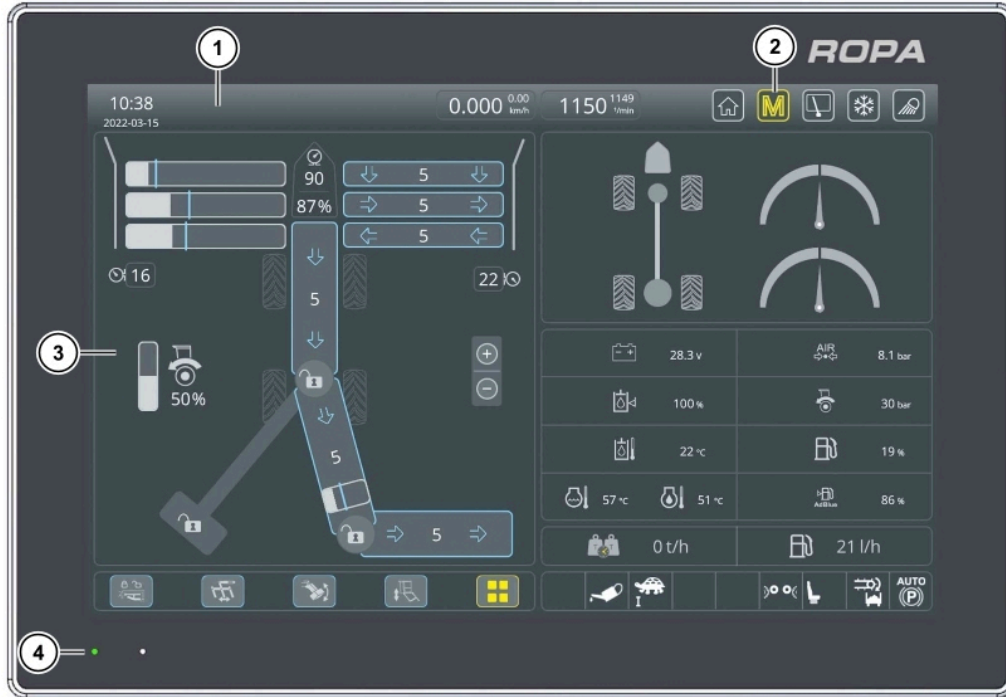 1
2
ROPA
10:38
2022-03-15
0.000 0.00 km/h
1150 1149 1/min
M
90
87%
5
5
5
16
22
5
3
50%
5
5
28.3 v
AIR
8.1 bar
100 %
30 bar
22 °C
19 %
57 °C
51 °C
AdBlue
86 %
0 t/h
21 l/h
AUTO
(P)
4